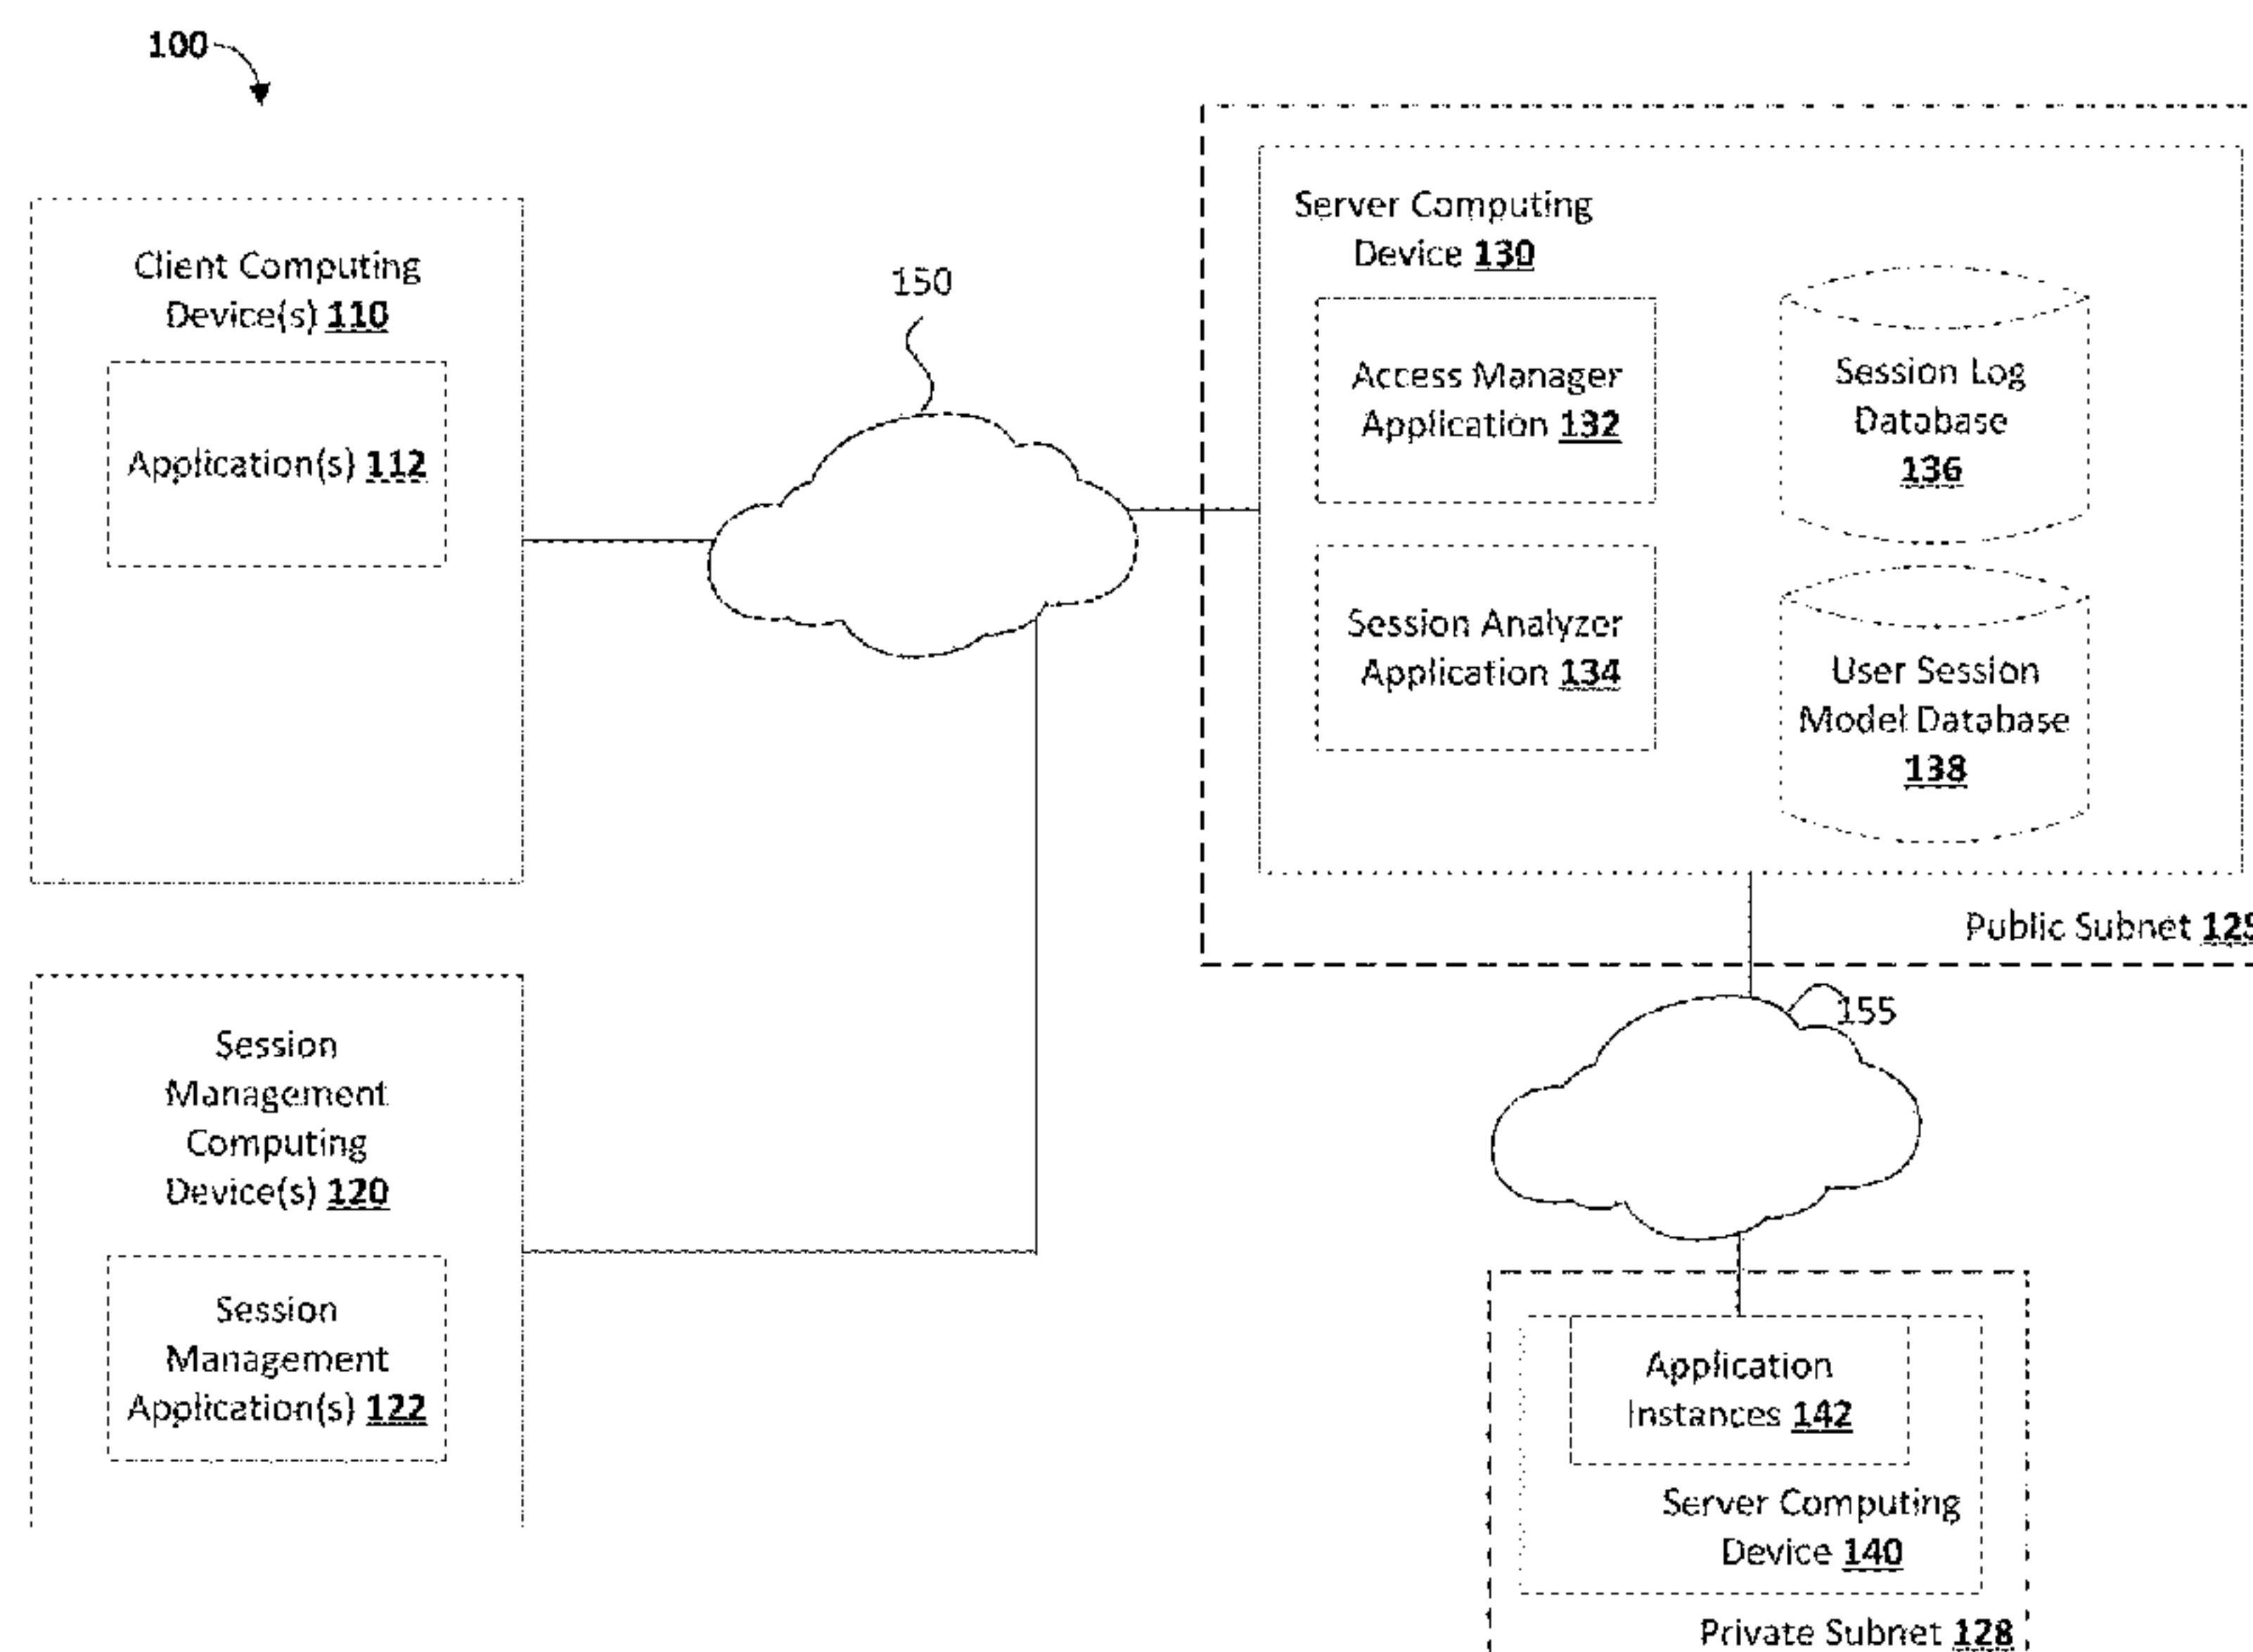 100
Client Computing
Device(s) 110
Application(s) 112
Session
Management
Computing
Device(s) 120
Session
Management
Application(s) 122
150
Server Computing
Device 130
Access Manager
Application 132
Session Analyzer
Application 134
Session Log
Database
136
User Session
Model Database
138
Public Subnet 125
155
Application
Instances 142
Server Computing
Device 140
Private Subnet 128